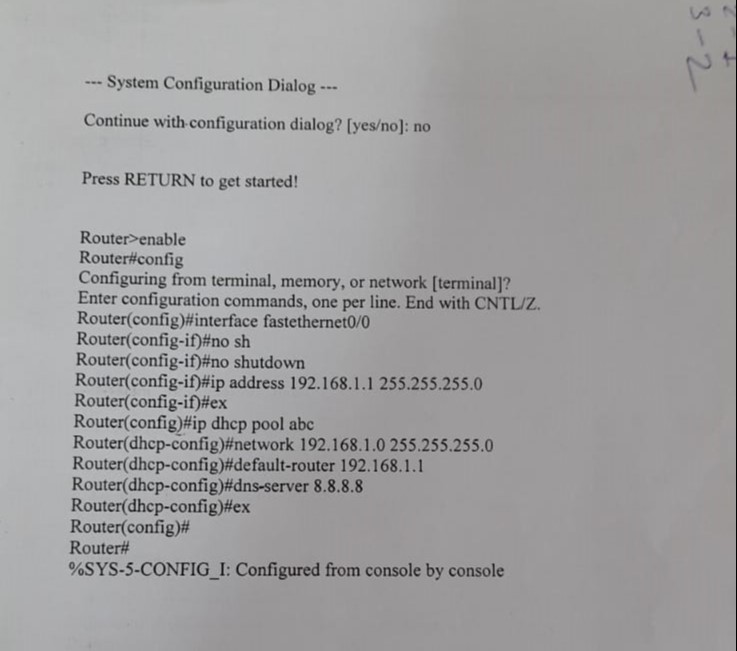 --- System Configuration Dialog ---
Continue with configuration dialog? [yes/no]: no
Press RETURN to get started!
Router>enable
Router#config
Configuring from terminal, memory, or network [terminal]?
Enter configuration commands, one per line. End with CNTL/Z.
Router(config)#interface fastethernet0/0
Router(config-if)#no sh
Router(config-if)#no shutdown
Router(config-if)#ip address 192.168.1.1 255.255.255.0
Router(config-if)#ex
Router(config)#ip dhcp pool abc
Router(dhcp-config)#network 192.168.1.0 255.255.255.0
Router(dhcp-config)#default-router 192.168.1.1
Router(dhcp-config)#dns-server 8.8.8.8
Router(dhcp-config)#ex
Router(config)#
Router#
%SYS-5-CONFIG_I: Configured from console by console